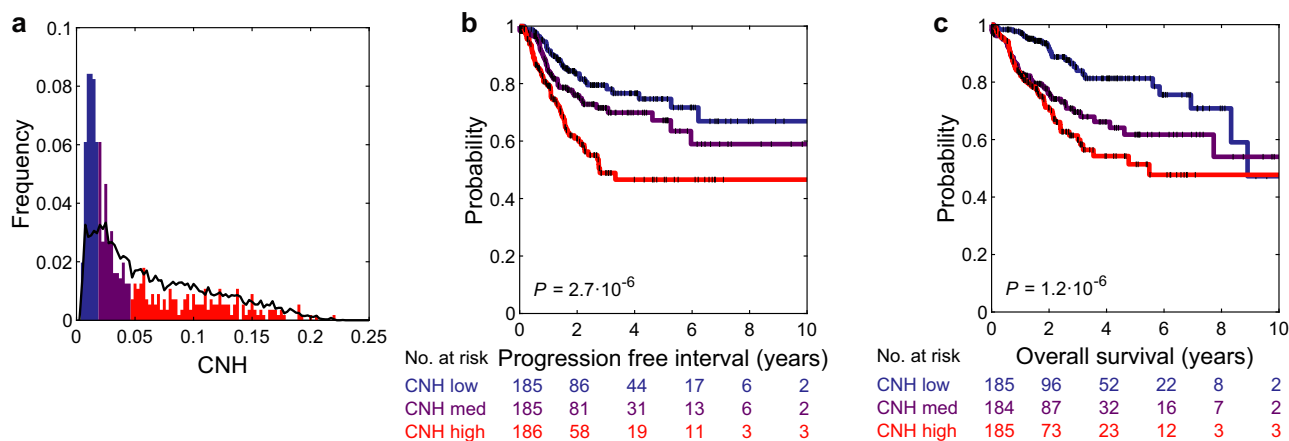 a
0.1
0.08
0.06
0.04
0.02
0
Frequency
0 0.05 0.1 0.15 0.2 0.25
CNH
b
1
0.8
0.6
0.4
0.2
0
Probability
P = 2.7·10⁻⁶
0 2 4 6 8 10
No. at risk Progression free interval (years)
CNH low 185 86 44 17 6 2
CNH med 185 81 31 13 6 2
CNH high 186 58 19 11 3 3
c
1
0.8
0.6
0.4
0.2
0
Probability
P = 1.2·10⁻⁶
0 2 4 6 8 10
No. at risk Overall survival (years)
CNH low 185 96 52 22 8 2
CNH med 184 87 32 16 7 2
CNH high 185 73 23 12 3 3